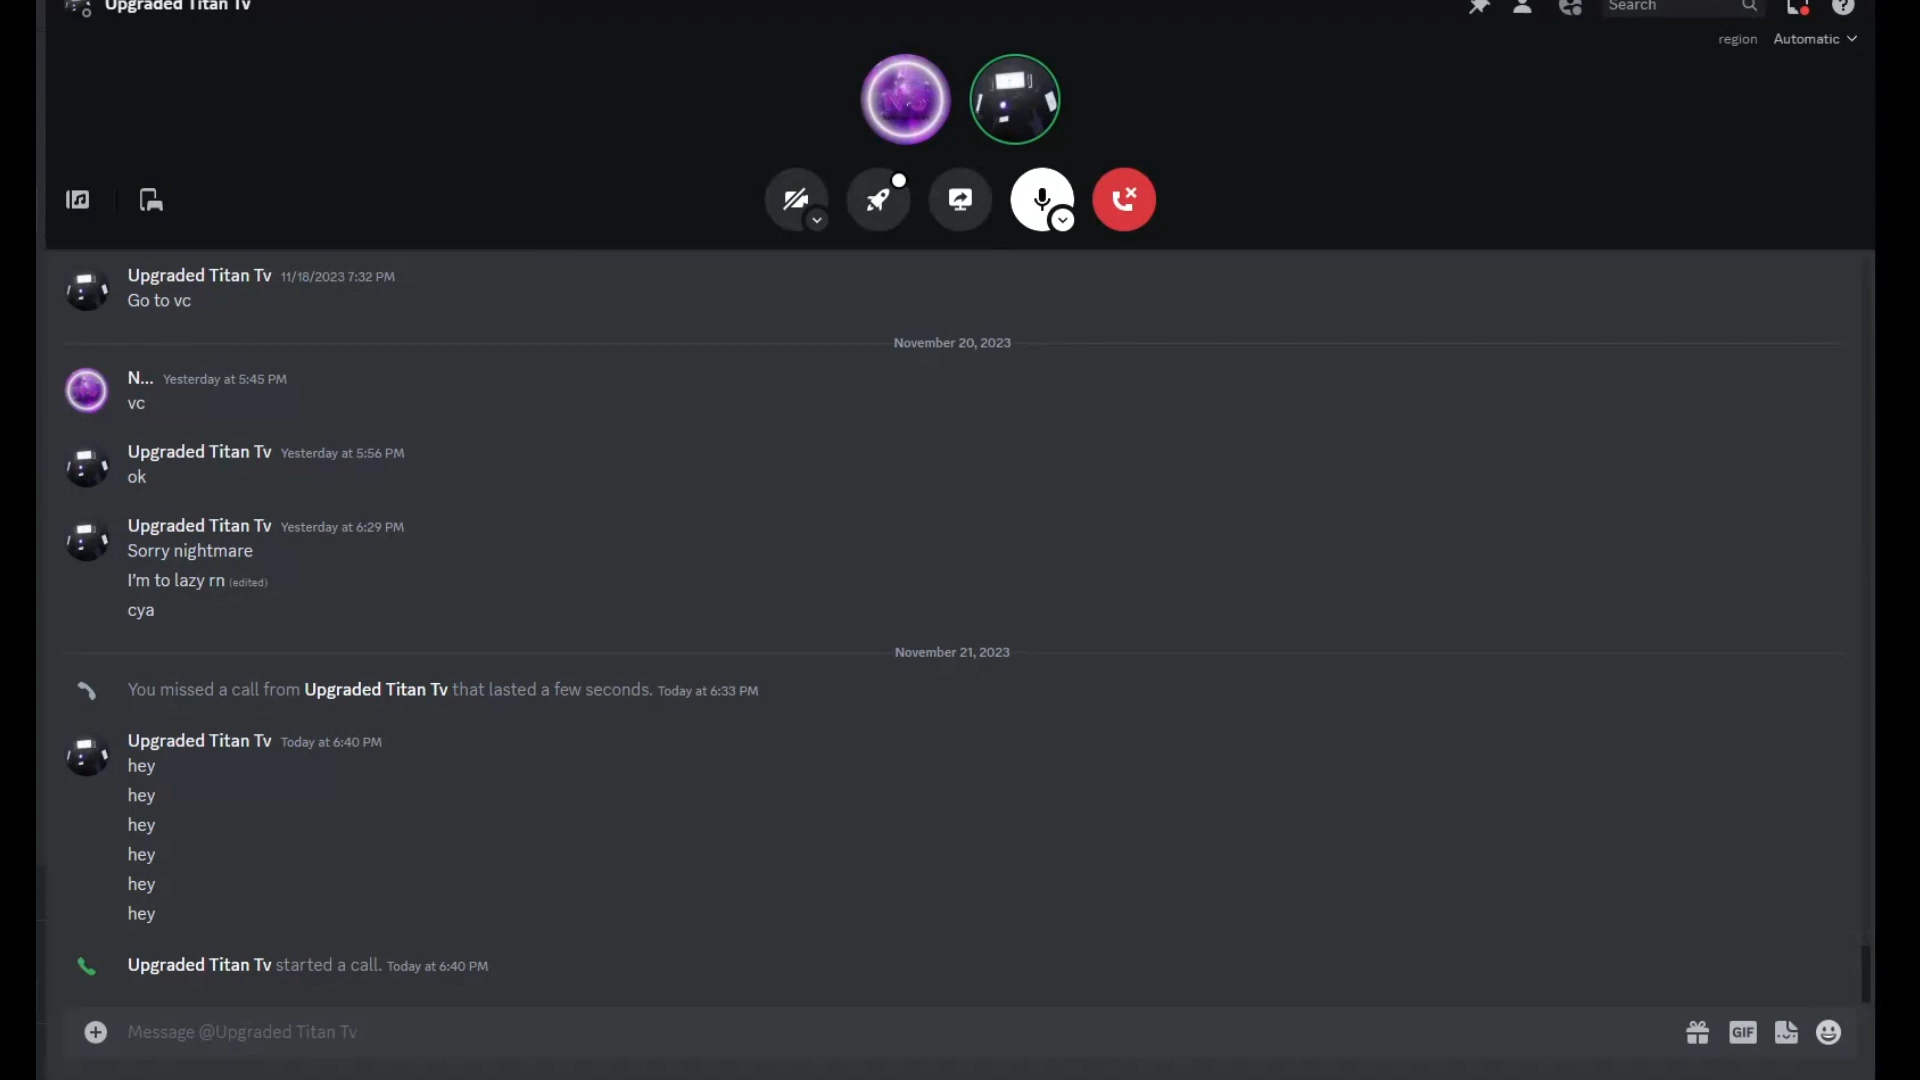 Upgraded Titan Tv
Search
region Automatic
Upgraded Titan Tv 11/18/2023 7:32 PM
Go to vc
November 20, 2023
N... Yesterday at 5:45 PM
vc
Upgraded Titan Tv Yesterday at 5:56 PM
ok
Upgraded Titan Tv Yesterday at 6:29 PM
Sorry nightmare
I'm to lazy rn (edited)
cya
November 21, 2023
You missed a call from Upgraded Titan Tv that lasted a few seconds. Today at 6:33 PM
Upgraded Titan Tv Today at 6:40 PM
hey
hey
hey
hey
hey
hey
Upgraded Titan Tv started a call. Today at 6:40 PM
Message @Upgraded Titan Tv
GIF